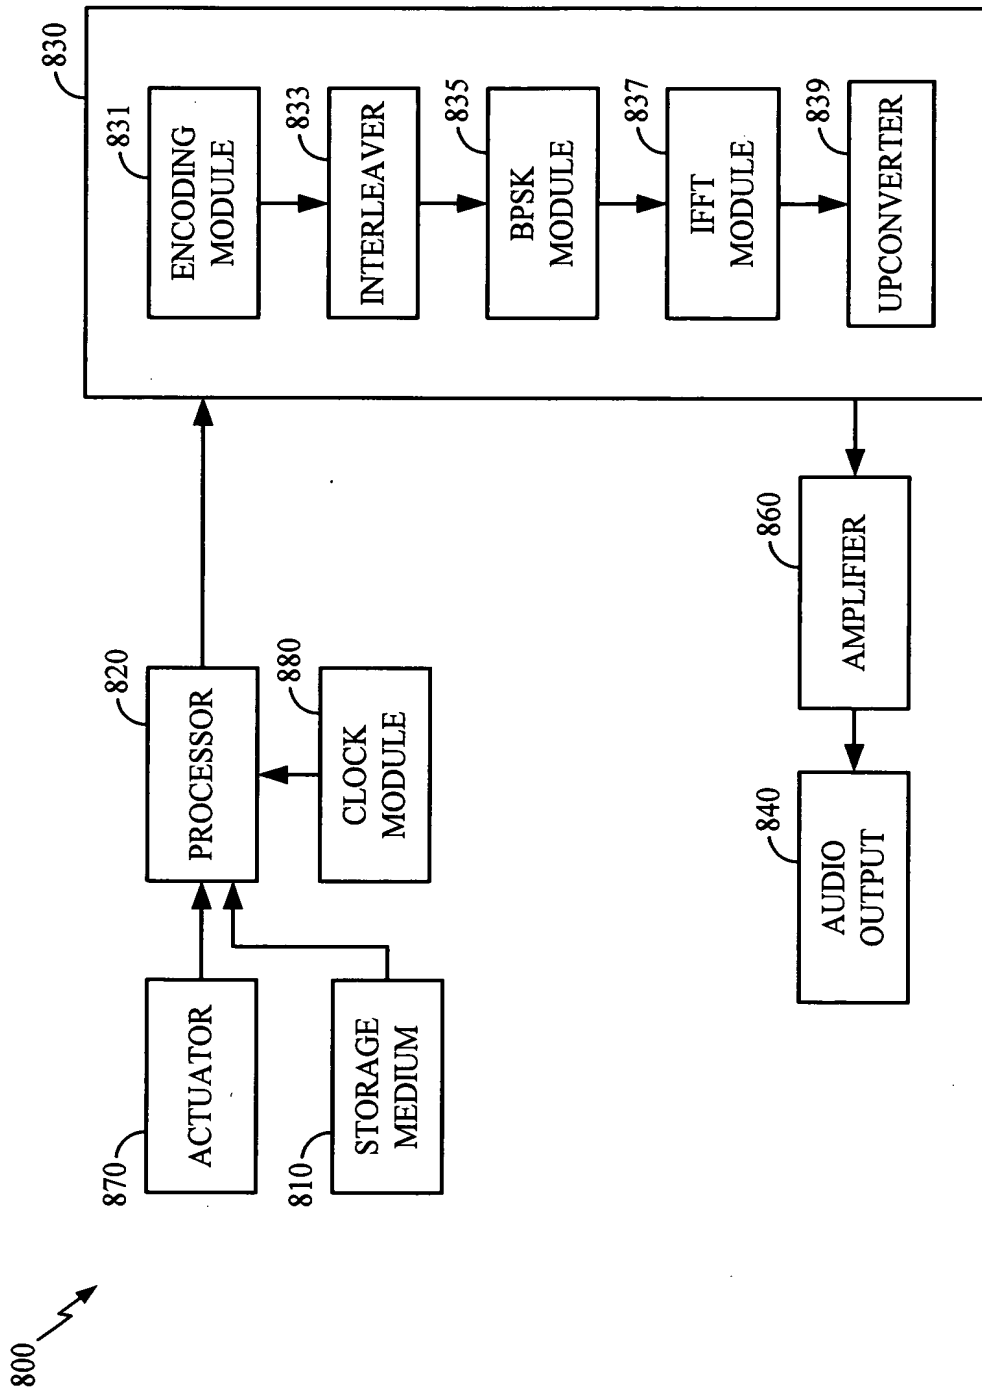 800
870
ACTUATOR
810
STORAGE
MEDIUM
820
PROCESSOR
880
CLOCK
MODULE
830
831
ENCODING
MODULE
833
INTERLEAVER
835
BPSK
MODULE
837
IFFT
MODULE
839
UPCONVERTER
860
AMPLIFIER
840
AUDIO
OUTPUT